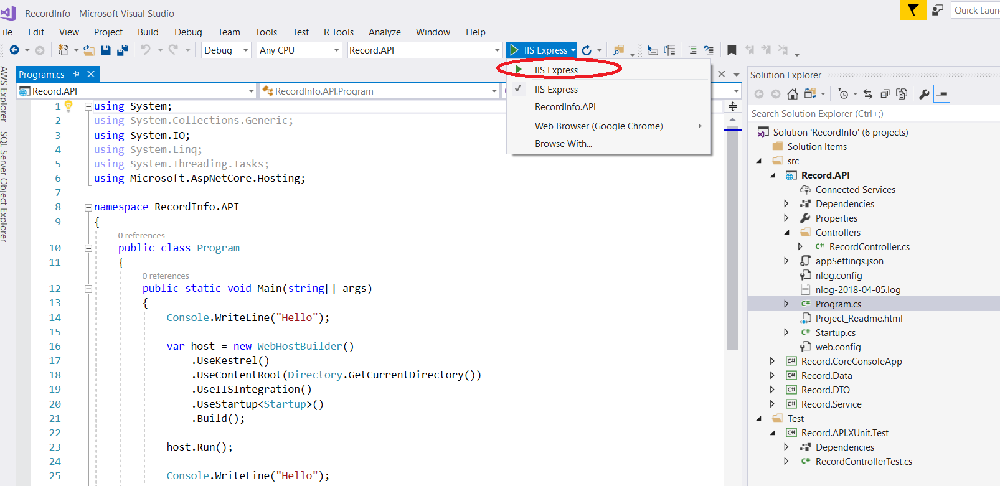 RecordInfo - Microsoft Visual Studio
Quick Laun
File Edit View Project Build Debug Team Tools Test R Tools Analyze Window Help
Debug Any CPU Record.API IIS Express
AWS Explorer
SQL Server Object Explorer
Program.cs
Record.API RecordInfo.API.Program
IIS Express
IIS Express
RecordInfo.API
Web Browser (Google Chrome)
Browse With...
1 using System;
2 using System.Collections.Generic;
3 using System.IO;
4 using System.Linq;
5 using System.Threading.Tasks;
6 using Microsoft.AspNetCore.Hosting;
7
8 namespace RecordInfo.API
9 {
0 references
10 public class Program
11 {
0 references
12 public static void Main(string[] args)
13 {
14 Console.WriteLine("Hello");
15
16 var host = new WebHostBuilder()
17 .UseKestrel()
18 .UseContentRoot(Directory.GetCurrentDirectory())
19 .UseIISIntegration()
20 .UseStartup<Startup>()
21 .Build();
22
23 host.Run();
24
25 Console.WriteLine("Hello");
Solution Explorer
Search Solution Explorer (Ctrl+;)
Solution 'RecordInfo' (6 projects)
Solution Items
src
Record.API
Connected Services
Dependencies
Properties
Controllers
C# RecordController.cs
appSettings.json
nlog.config
nlog-2018-04-05.log
C# Program.cs
Project_Readme.html
C# Startup.cs
web.config
C# Record.CoreConsoleApp
C# Record.Data
C# Record.DTO
C# Record.Service
Test
C# Record.API.XUnit.Test
Dependencies
C# RecordControllerTest.cs